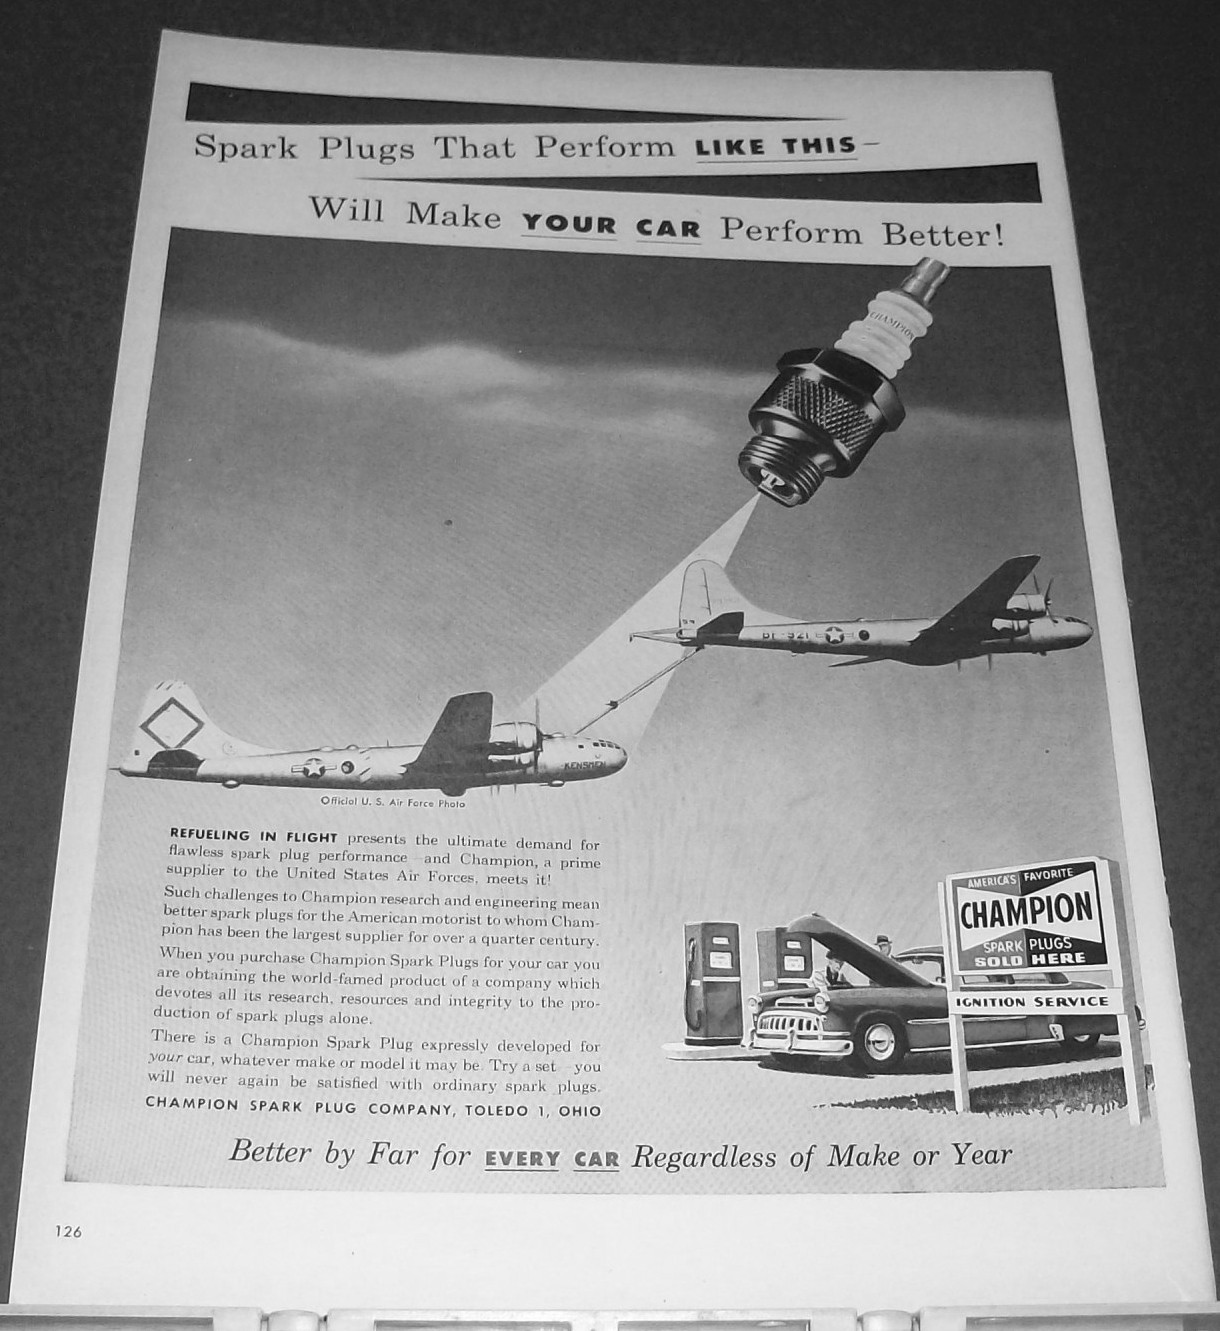 Spark Plugs That Perform LIKE THIS—
Will Make YOUR CAR Perform Better!
CHAMPION
BF-521
KENSMEN
Official U. S. Air Force Photo
REFUELING IN FLIGHT presents the ultimate demand for
flawless spark plug performance and Champion, a prime
supplier to the United States Air Forces, meets it!
Such challenges to Champion research and engineering mean
better spark plugs for the American motorist to whom Cham-
pion has been the largest supplier for over a quarter century.
When you purchase Champion Spark Plugs for your car you
are obtaining the world-famed product of a company which
devotes all its research, resources and integrity to the pro-
duction of spark plugs alone.
There is a Champion Spark Plug expressly developed for
your car, whatever make or model it may be. Try a set you
will never again be satisfied with ordinary spark plugs.
CHAMPION SPARK PLUG COMPANY, TOLEDO 1, OHIO
AMERICA'S FAVORITE
CHAMPION
SPARK PLUGS
SOLD HERE
IGNITION SERVICE
Better by Far for EVERY CAR Regardless of Make or Year
126